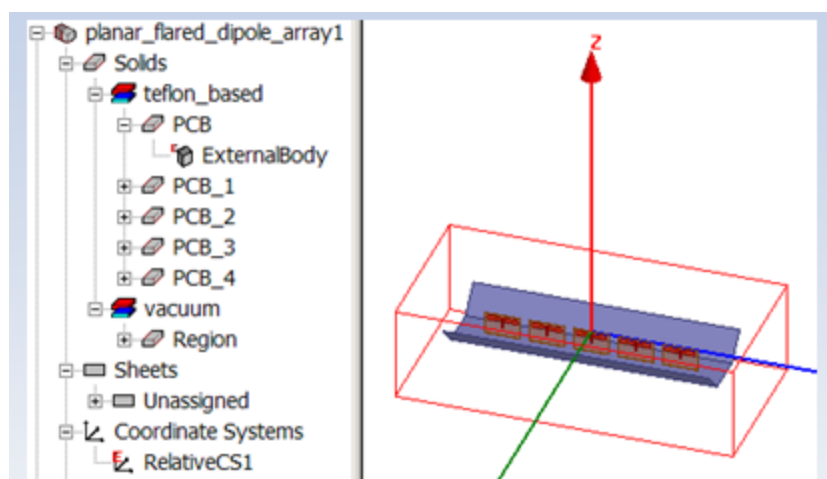 planar_flared_dipole_array1
Solids
teflon_based
PCB
ExternalBody
PCB_1
PCB_2
PCB_3
PCB_4
vacuum
Region
Sheets
Unassigned
Coordinate Systems
RelativeCS1
z